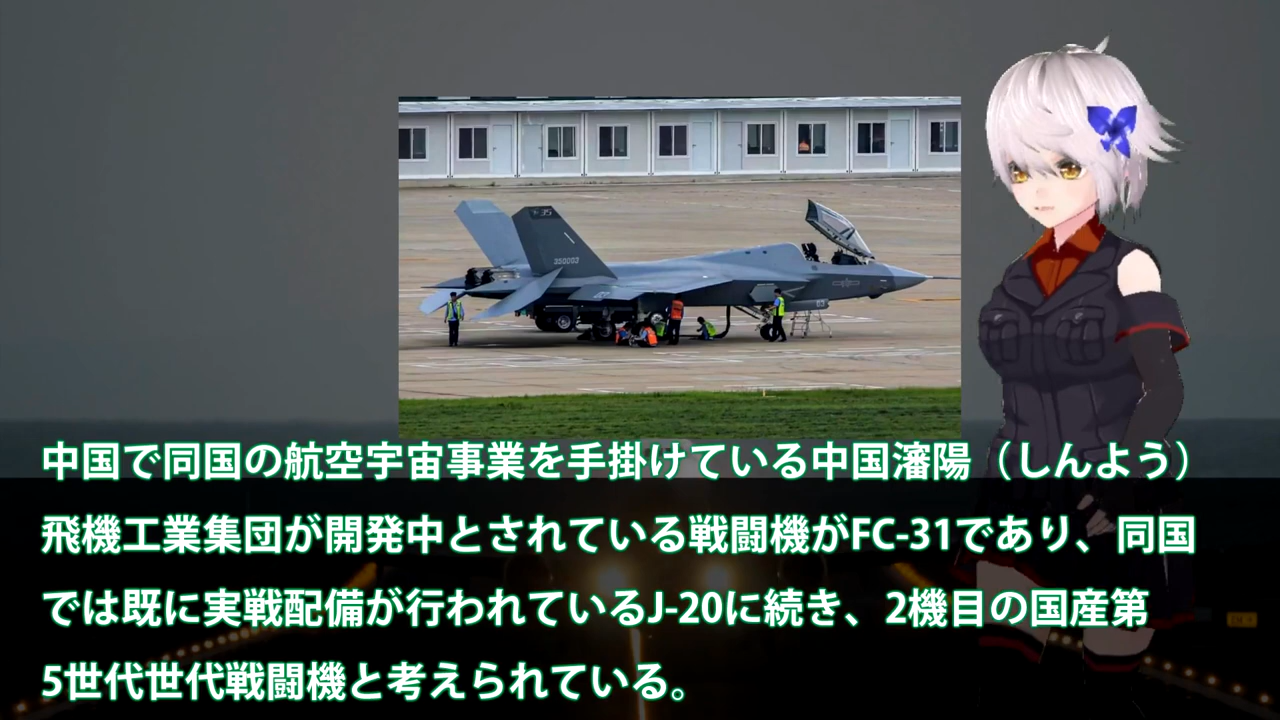 35
350003
03
中国で同国の航空宇宙事業を手掛けている中国瀋陽（しんよう）
飛機工業集団が開発中とされている戦闘機がFC-31であり、同国
では既に実戦配備が行われているJ-20に続き、2機目の国産第
5世代世代戦闘機と考えられている。